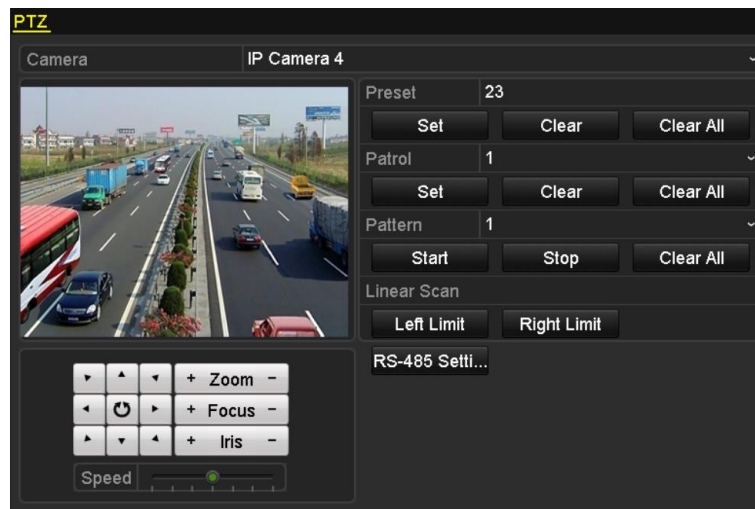 PTZ
Camera IP Camera 4
Preset 23
Set Clear Clear All
Patrol 1
Set Clear Clear All
Pattern 1
Start Stop Clear All
Linear Scan
Left Limit Right Limit
RS-485 Setti...
+ Zoom -
+ Focus -
+ Iris -
Speed